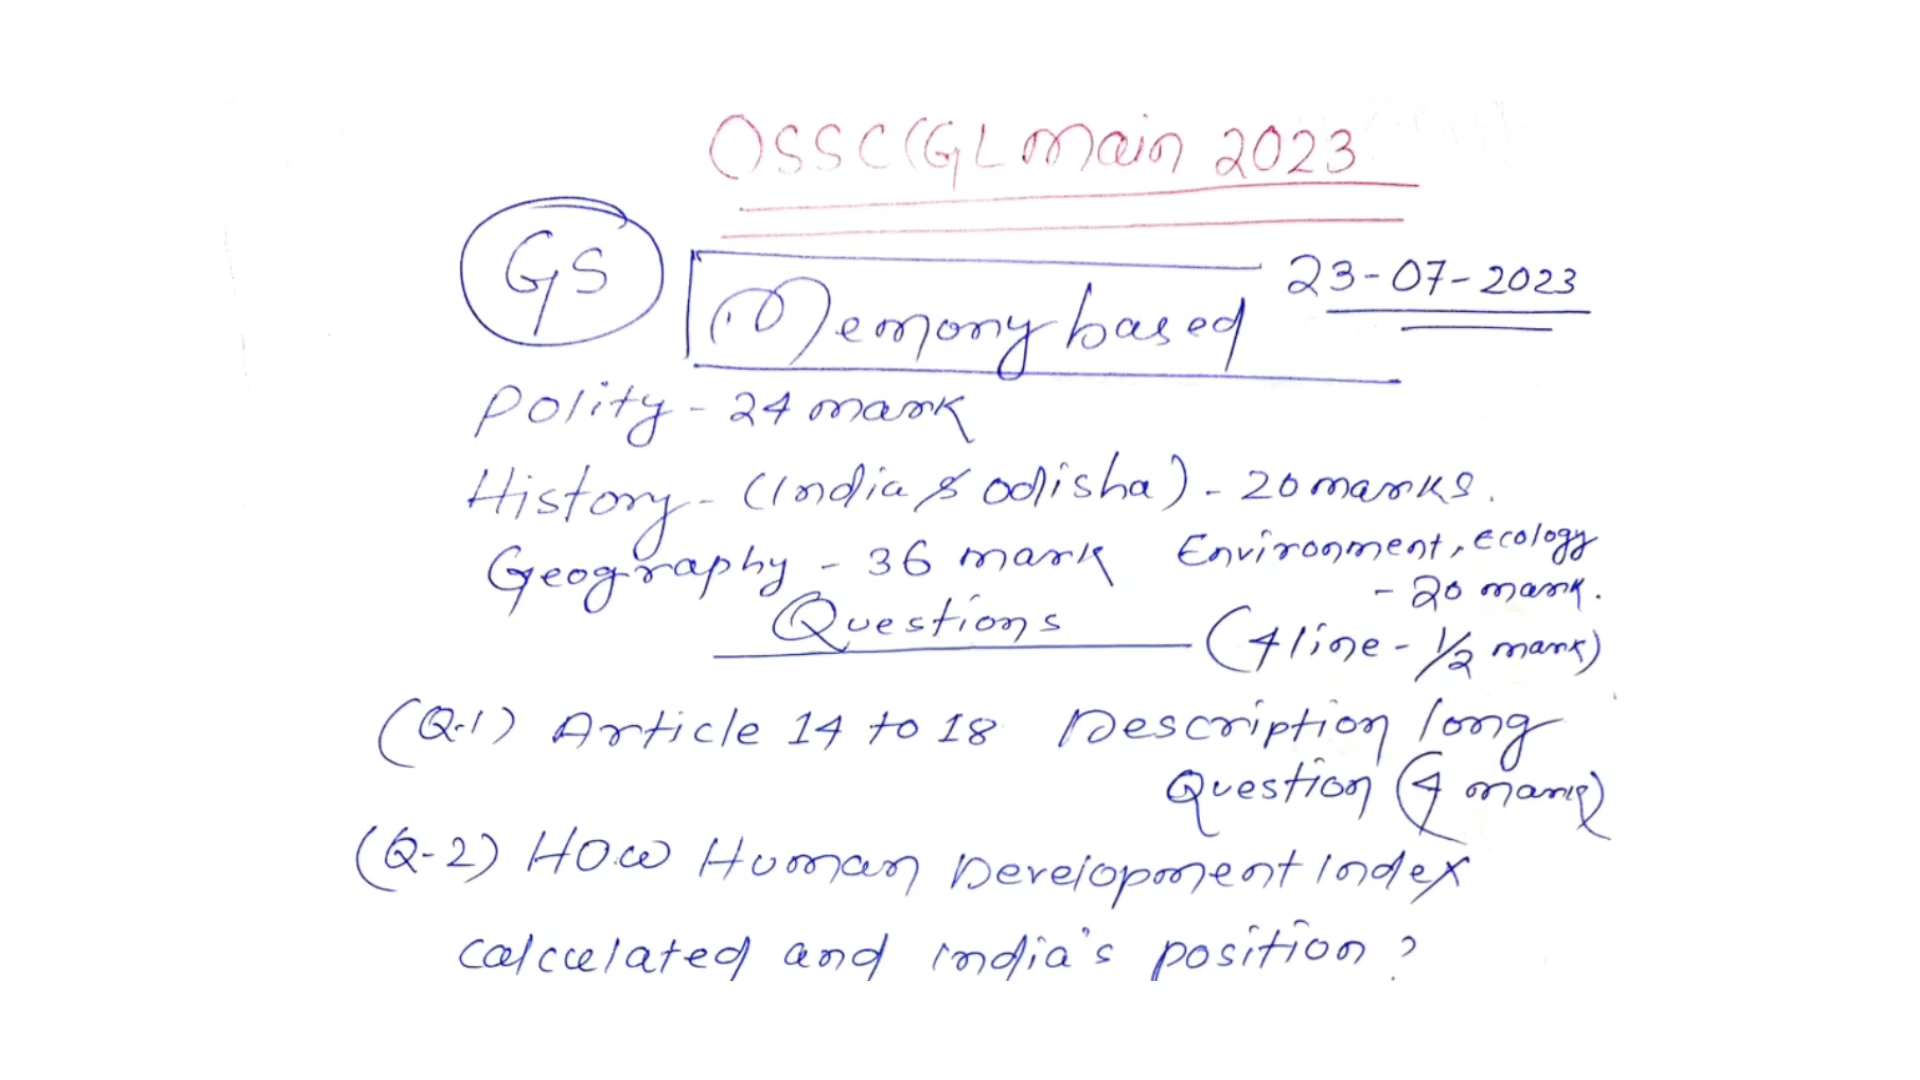 OSSC CGL Main 2023
GS
Memory based
23-07-2023
Polity - 24 mark
History - (India & odisha) - 20 marks.
Geography - 36 mark Environment, ecology
- 20 mark.
Questions (4 line - 1/2 mark)
(Q.1) Article 14 to 18 Description long
Question (4 mark)
(Q-2) How Human Development Index
calculated and india's position?